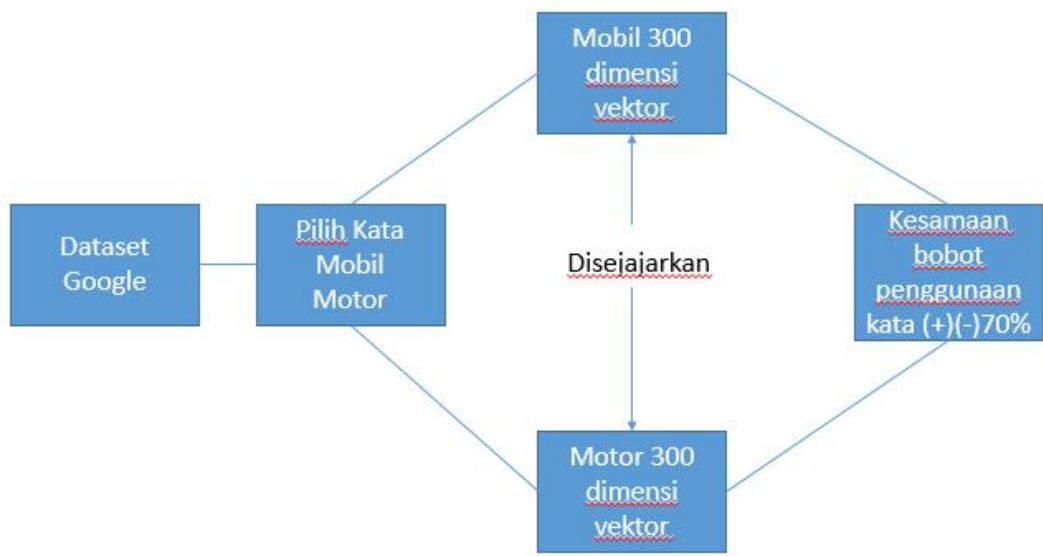 Mobil 300
dimensi
vektor
Dataset
Google
Pilih Kata
Mobil
Motor
Disejajarkan
Kesamaan
bobot
penggunaan
kata (+)(-)70%
Motor 300
dimensi
vektor